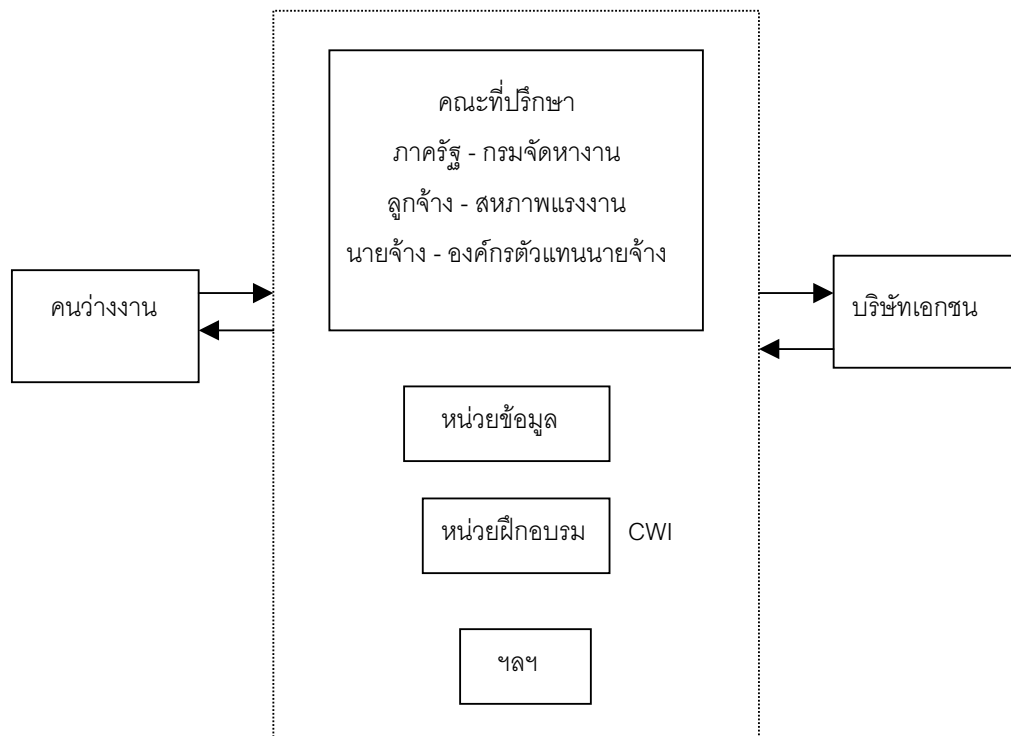 คณะที่ปรึกษา
ภาครัฐ - กรมจัดหางาน
ลูกจ้าง - สหภาพแรงงาน
นายจ้าง - องค์กรตัวแทนนายจ้าง
คนว่างงาน
บริษัทเอกชน
หน่วยข้อมูล
หน่วยฝึกอบรม CWI
ฯลฯ